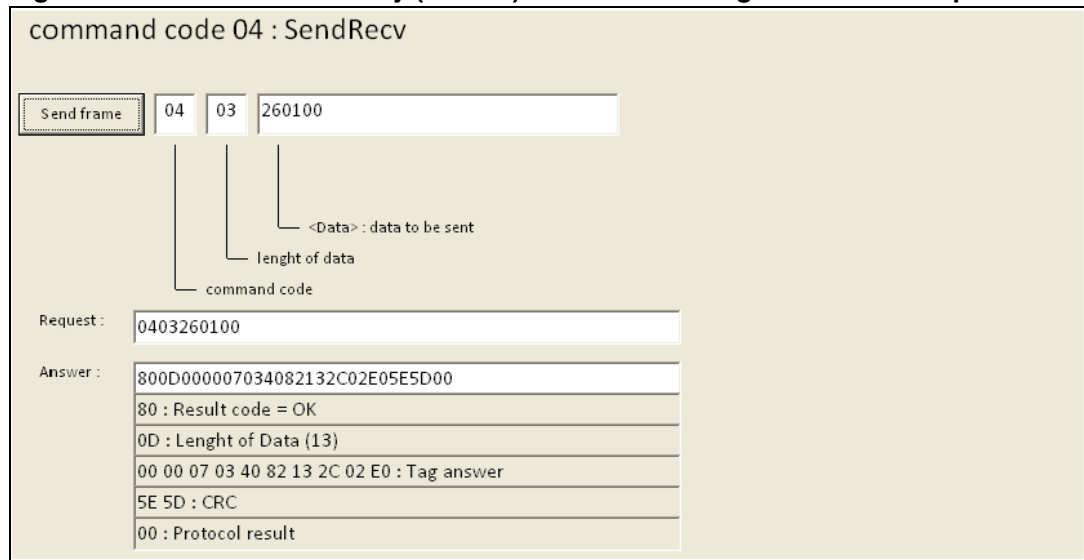 command code 04 : SendRecv
Send frame 04 03 260100
<Data> : data to be sent
lenght of data
command code
Request : 0403260100
Answer : 800D000007034082132C02E05E5D00
80 : Result code = OK
0D : Lenght of Data (13)
00 00 07 03 40 82 13 2C 02 E0 : Tag answer
5E 5D : CRC
00 : Protocol result